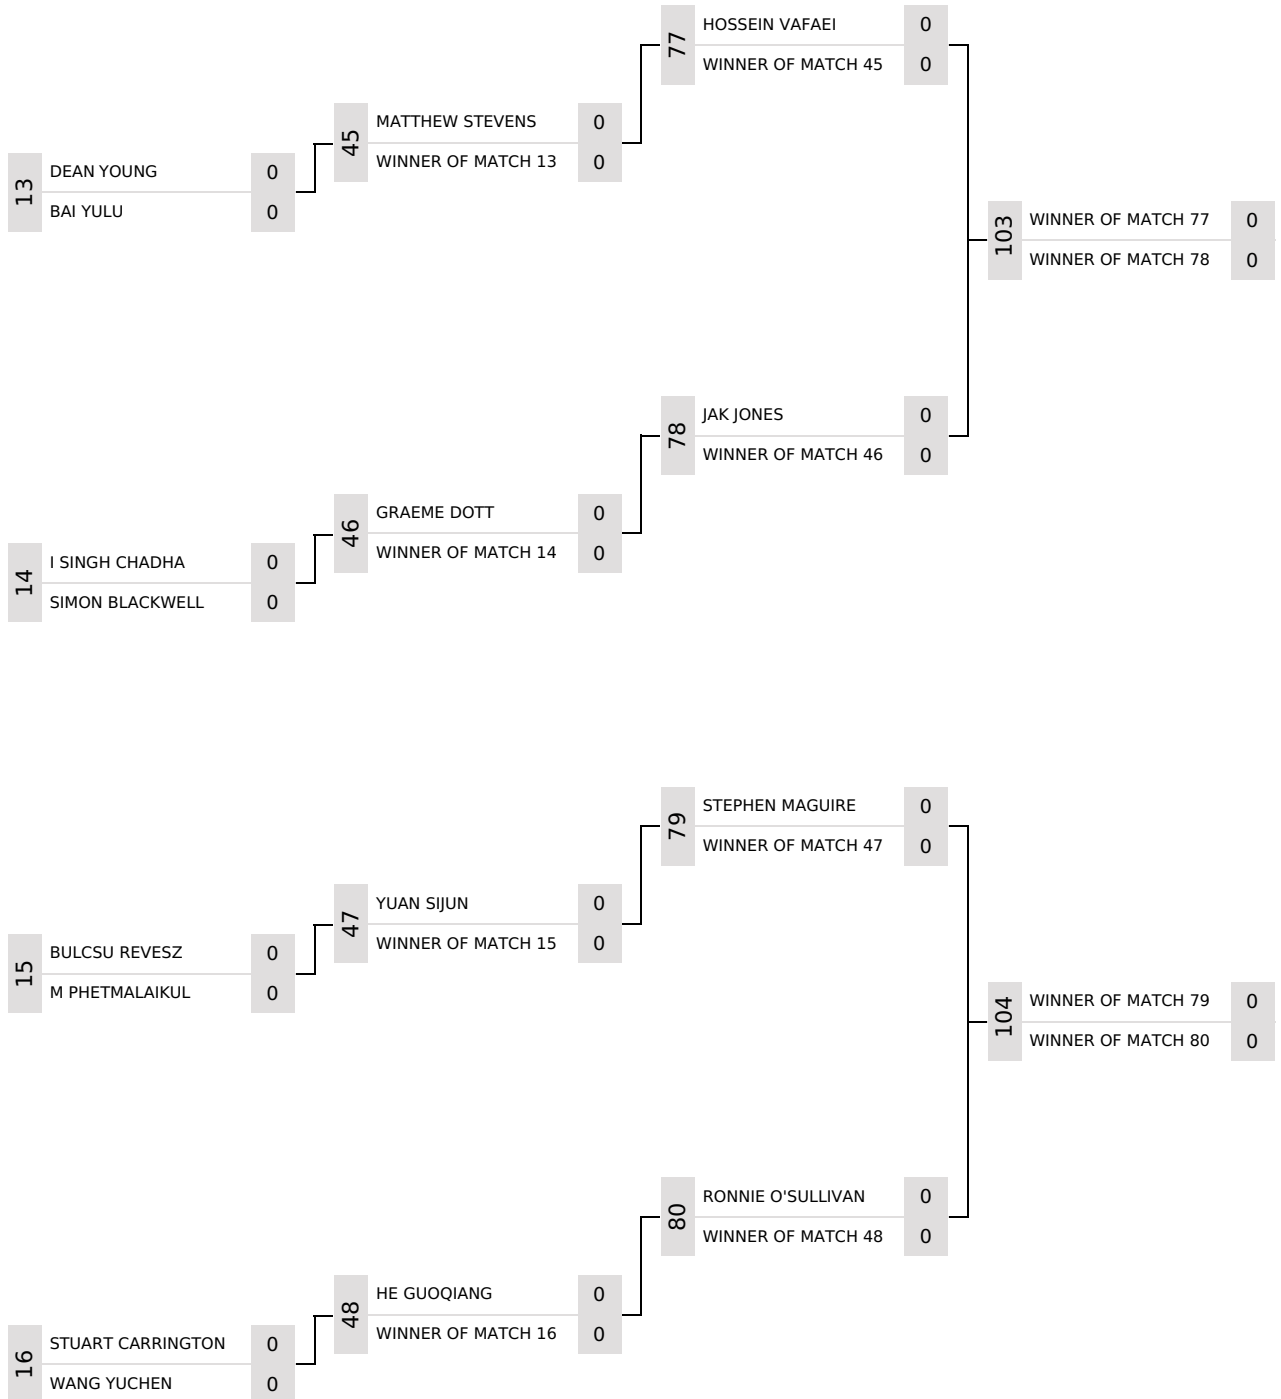 77
HOSSEIN VAFAEI 0
WINNER OF MATCH 45 0
45
MATTHEW STEVENS 0
WINNER OF MATCH 13 0
13
DEAN YOUNG 0
BAI YULU 0
103
WINNER OF MATCH 77 0
WINNER OF MATCH 78 0
78
JAK JONES 0
WINNER OF MATCH 46 0
46
GRAEME DOTT 0
WINNER OF MATCH 14 0
14
I SINGH CHADHA 0
SIMON BLACKWELL 0
79
STEPHEN MAGUIRE 0
WINNER OF MATCH 47 0
47
YUAN SIJUN 0
WINNER OF MATCH 15 0
15
BULCSU REVESZ 0
M PHETMALAIKUL 0
104
WINNER OF MATCH 79 0
WINNER OF MATCH 80 0
80
RONNIE O'SULLIVAN 0
WINNER OF MATCH 48 0
48
HE GUOQIANG 0
WINNER OF MATCH 16 0
16
STUART CARRINGTON 0
WANG YUCHEN 0